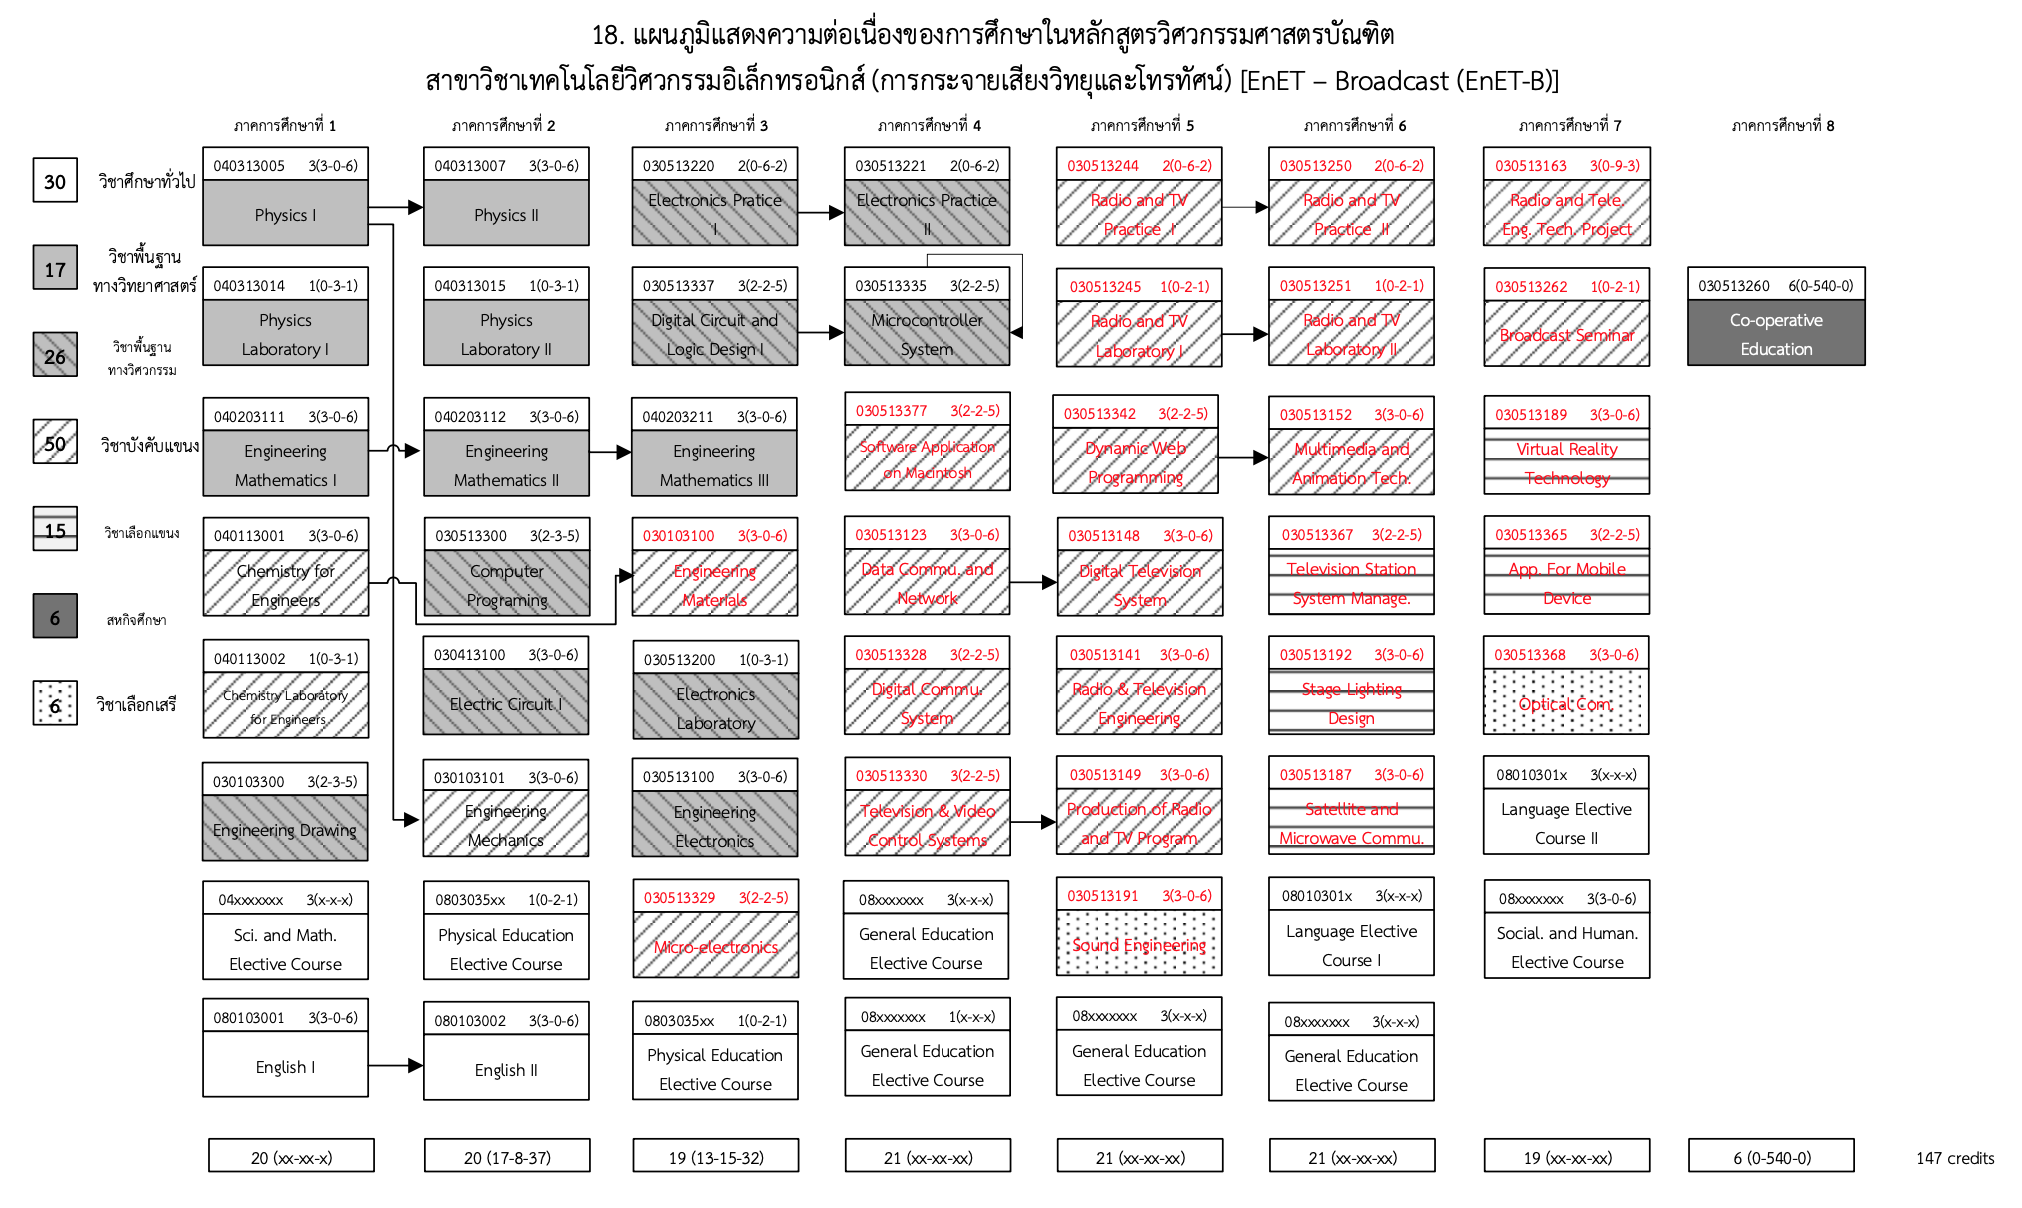 18. แผนภูมิแสดงความต่อเนื่องของการศึกษาในหลักสูตรวิศวกรรมศาสตรบัณฑิต
สาขาวิชาเทคโนโลยีวิศวกรรมอิเล็กทรอนิกส์ (การกระจายเสียงวิทยุและโทรทัศน์) [EnET – Broadcast (EnET-B)]
ภาคการศึกษาที่ 1
ภาคการศึกษาที่ 2
ภาคการศึกษาที่ 3
ภาคการศึกษาที่ 4
ภาคการศึกษาที่ 5
ภาคการศึกษาที่ 6
ภาคการศึกษาที่ 7
ภาคการศึกษาที่ 8
30 วิชาศึกษาทั่วไป
17 วิชาพื้นฐาน
ทางวิทยาศาสตร์
26 วิชาพื้นฐาน
ทางวิศวกรรม
50 วิชาบังคับแขนง
15 วิชาเลือกแขนง
6 สหกิจศึกษา
6 วิชาเลือกเสรี
040313005 3(3-0-6)
Physics I
040313014 1(0-3-1)
Physics
Laboratory I
040203111 3(3-0-6)
Engineering
Mathematics I
040113001 3(3-0-6)
Chemistry for
Engineers
040113002 1(0-3-1)
Chemistry Laboratory
for Engineers
030103300 3(2-3-5)
Engineering Drawing
04xxxxxxx 3(x-x-x)
Sci. and Math.
Elective Course
080103001 3(3-0-6)
English I
20 (xx-xx-x)
040313007 3(3-0-6)
Physics II
040313015 1(0-3-1)
Physics
Laboratory II
040203112 3(3-0-6)
Engineering
Mathematics II
030513300 3(2-3-5)
Computer
Programing
030413100 3(3-0-6)
Electric Circuit I
030103101 3(3-0-6)
Engineering
Mechanics
0803035xx 1(0-2-1)
Physical Education
Elective Course
080103002 3(3-0-6)
English II
20 (17-8-37)
030513220 2(0-6-2)
Electronics Pratice
I
030513337 3(2-2-5)
Digital Circuit and
Logic Design I
040203211 3(3-0-6)
Engineering
Mathematics III
030103100 3(3-0-6)
Engineering
Materials
030513200 1(0-3-1)
Electronics
Laboratory
030513100 3(3-0-6)
Engineering
Electronics
030513329 3(2-2-5)
Micro-electronics
0803035xx 1(0-2-1)
Physical Education
Elective Course
19 (13-15-32)
030513221 2(0-6-2)
Electronics Practice
II
030513335 3(2-2-5)
Microcontroller
System
030513377 3(2-2-5)
Software Application
on Macintosh
030513123 3(3-0-6)
Data Commu. and
Network
030513328 3(2-2-5)
Digital Commu.
System
030513330 3(2-2-5)
Television & Video
Control Systems
08xxxxxxx 3(x-x-x)
General Education
Elective Course
08xxxxxxx 1(x-x-x)
General Education
Elective Course
21 (xx-xx-xx)
030513244 2(0-6-2)
Radio and TV
Practice I
030513245 1(0-2-1)
Radio and TV
Laboratory I
030513342 3(2-2-5)
Dynamic Web
Programming
030513148 3(3-0-6)
Digital Television
System
030513141 3(3-0-6)
Radio & Television
Engineering
030513149 3(3-0-6)
Production of Radio
and TV Program
030513191 3(3-0-6)
Sound Engineering
08xxxxxxx 3(x-x-x)
General Education
Elective Course
21 (xx-xx-xx)
030513250 2(0-6-2)
Radio and TV
Practice II
030513251 1(0-2-1)
Radio and TV
Laboratory II
030513152 3(3-0-6)
Multimedia and
Animation Tech.
030513367 3(2-2-5)
Television Station
System Manage.
030513192 3(3-0-6)
Stage Lighting
Design
030513187 3(3-0-6)
Satellite and
Microwave Commu.
08010301x 3(x-x-x)
Language Elective
Course I
08xxxxxxx 3(x-x-x)
General Education
Elective Course
21 (xx-xx-xx)
030513163 3(0-9-3)
Radio and Tele.
Eng. Tech. Project
030513262 1(0-2-1)
Broadcast Seminar
030513189 3(3-0-6)
Virtual Reality
Technology
030513365 3(2-2-5)
App. For Mobile
Device
030513368 3(3-0-6)
Optical Com.
08010301x 3(x-x-x)
Language Elective
Course II
08xxxxxxx 3(3-0-6)
Social. and Human.
Elective Course
19 (xx-xx-xx)
030513260 6(0-540-0)
Co-operative
Education
6 (0-540-0)
147 credits